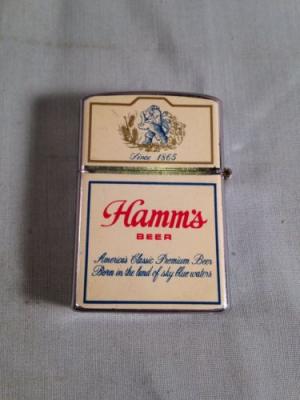 Since 1865
Hamm's
BEER
America's Classic Premium Beer
Born in the land of sky blue waters